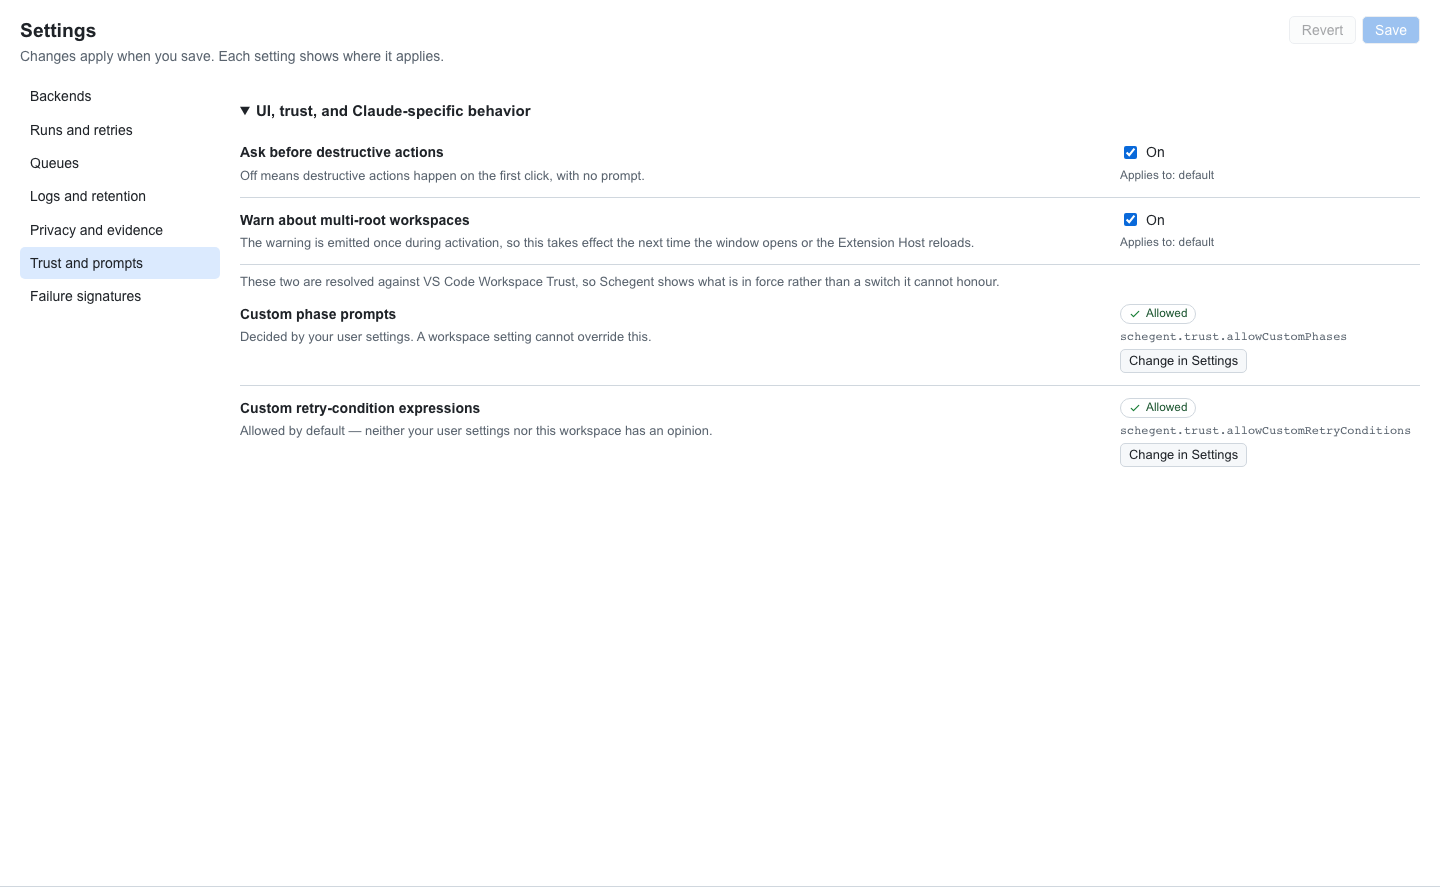 Settings
Revert
Save
Changes apply when you save. Each setting shows where it applies.
Backends
Runs and retries
Queues
Logs and retention
Privacy and evidence
Trust and prompts
Failure signatures
UI, trust, and Claude-specific behavior
Ask before destructive actions
On
Off means destructive actions happen on the first click, with no prompt.
Applies to: default
Warn about multi-root workspaces
On
The warning is emitted once during activation, so this takes effect the next time the window opens or the Extension Host reloads.
Applies to: default
These two are resolved against VS Code Workspace Trust, so Schegent shows what is in force rather than a switch it cannot honour.
Custom phase prompts
Allowed
Decided by your user settings. A workspace setting cannot override this.
schegent.trust.allowCustomPhases
Change in Settings
Custom retry-condition expressions
Allowed
Allowed by default — neither your user settings nor this workspace has an opinion.
schegent.trust.allowCustomRetryConditions
Change in Settings